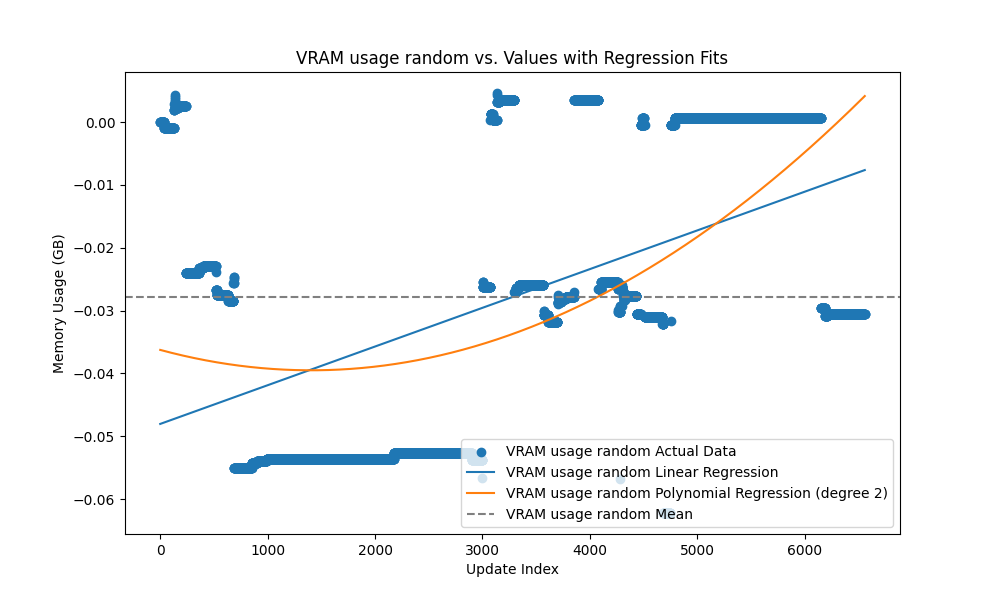 VRAM usage random vs. Values with Regression Fits
Memory Usage (GB)
0.00
−0.01
−0.02
−0.03
−0.04
−0.05
−0.06
VRAM usage random Actual Data
VRAM usage random Linear Regression
VRAM usage random Polynomial Regression (degree 2)
VRAM usage random Mean
0 1000 2000 3000 4000 5000 6000
Update Index